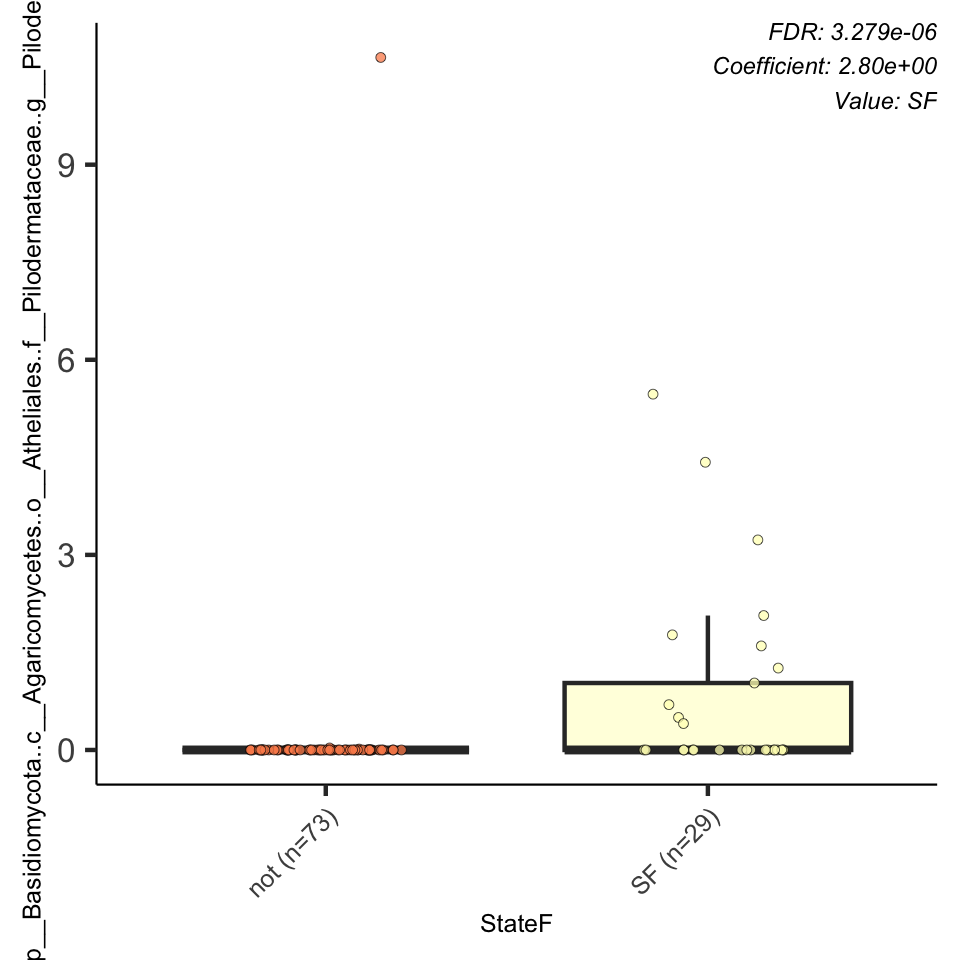 FDR: 3.279e-06
Coefficient: 2.80e+00
Value: SF
p__Basidiomycota..c__Agaricomycetes..o__Atheliales..f__Pilodermataceae..g__Pilode
9
6
3
0
not (n=73)
SF (n=29)
StateF